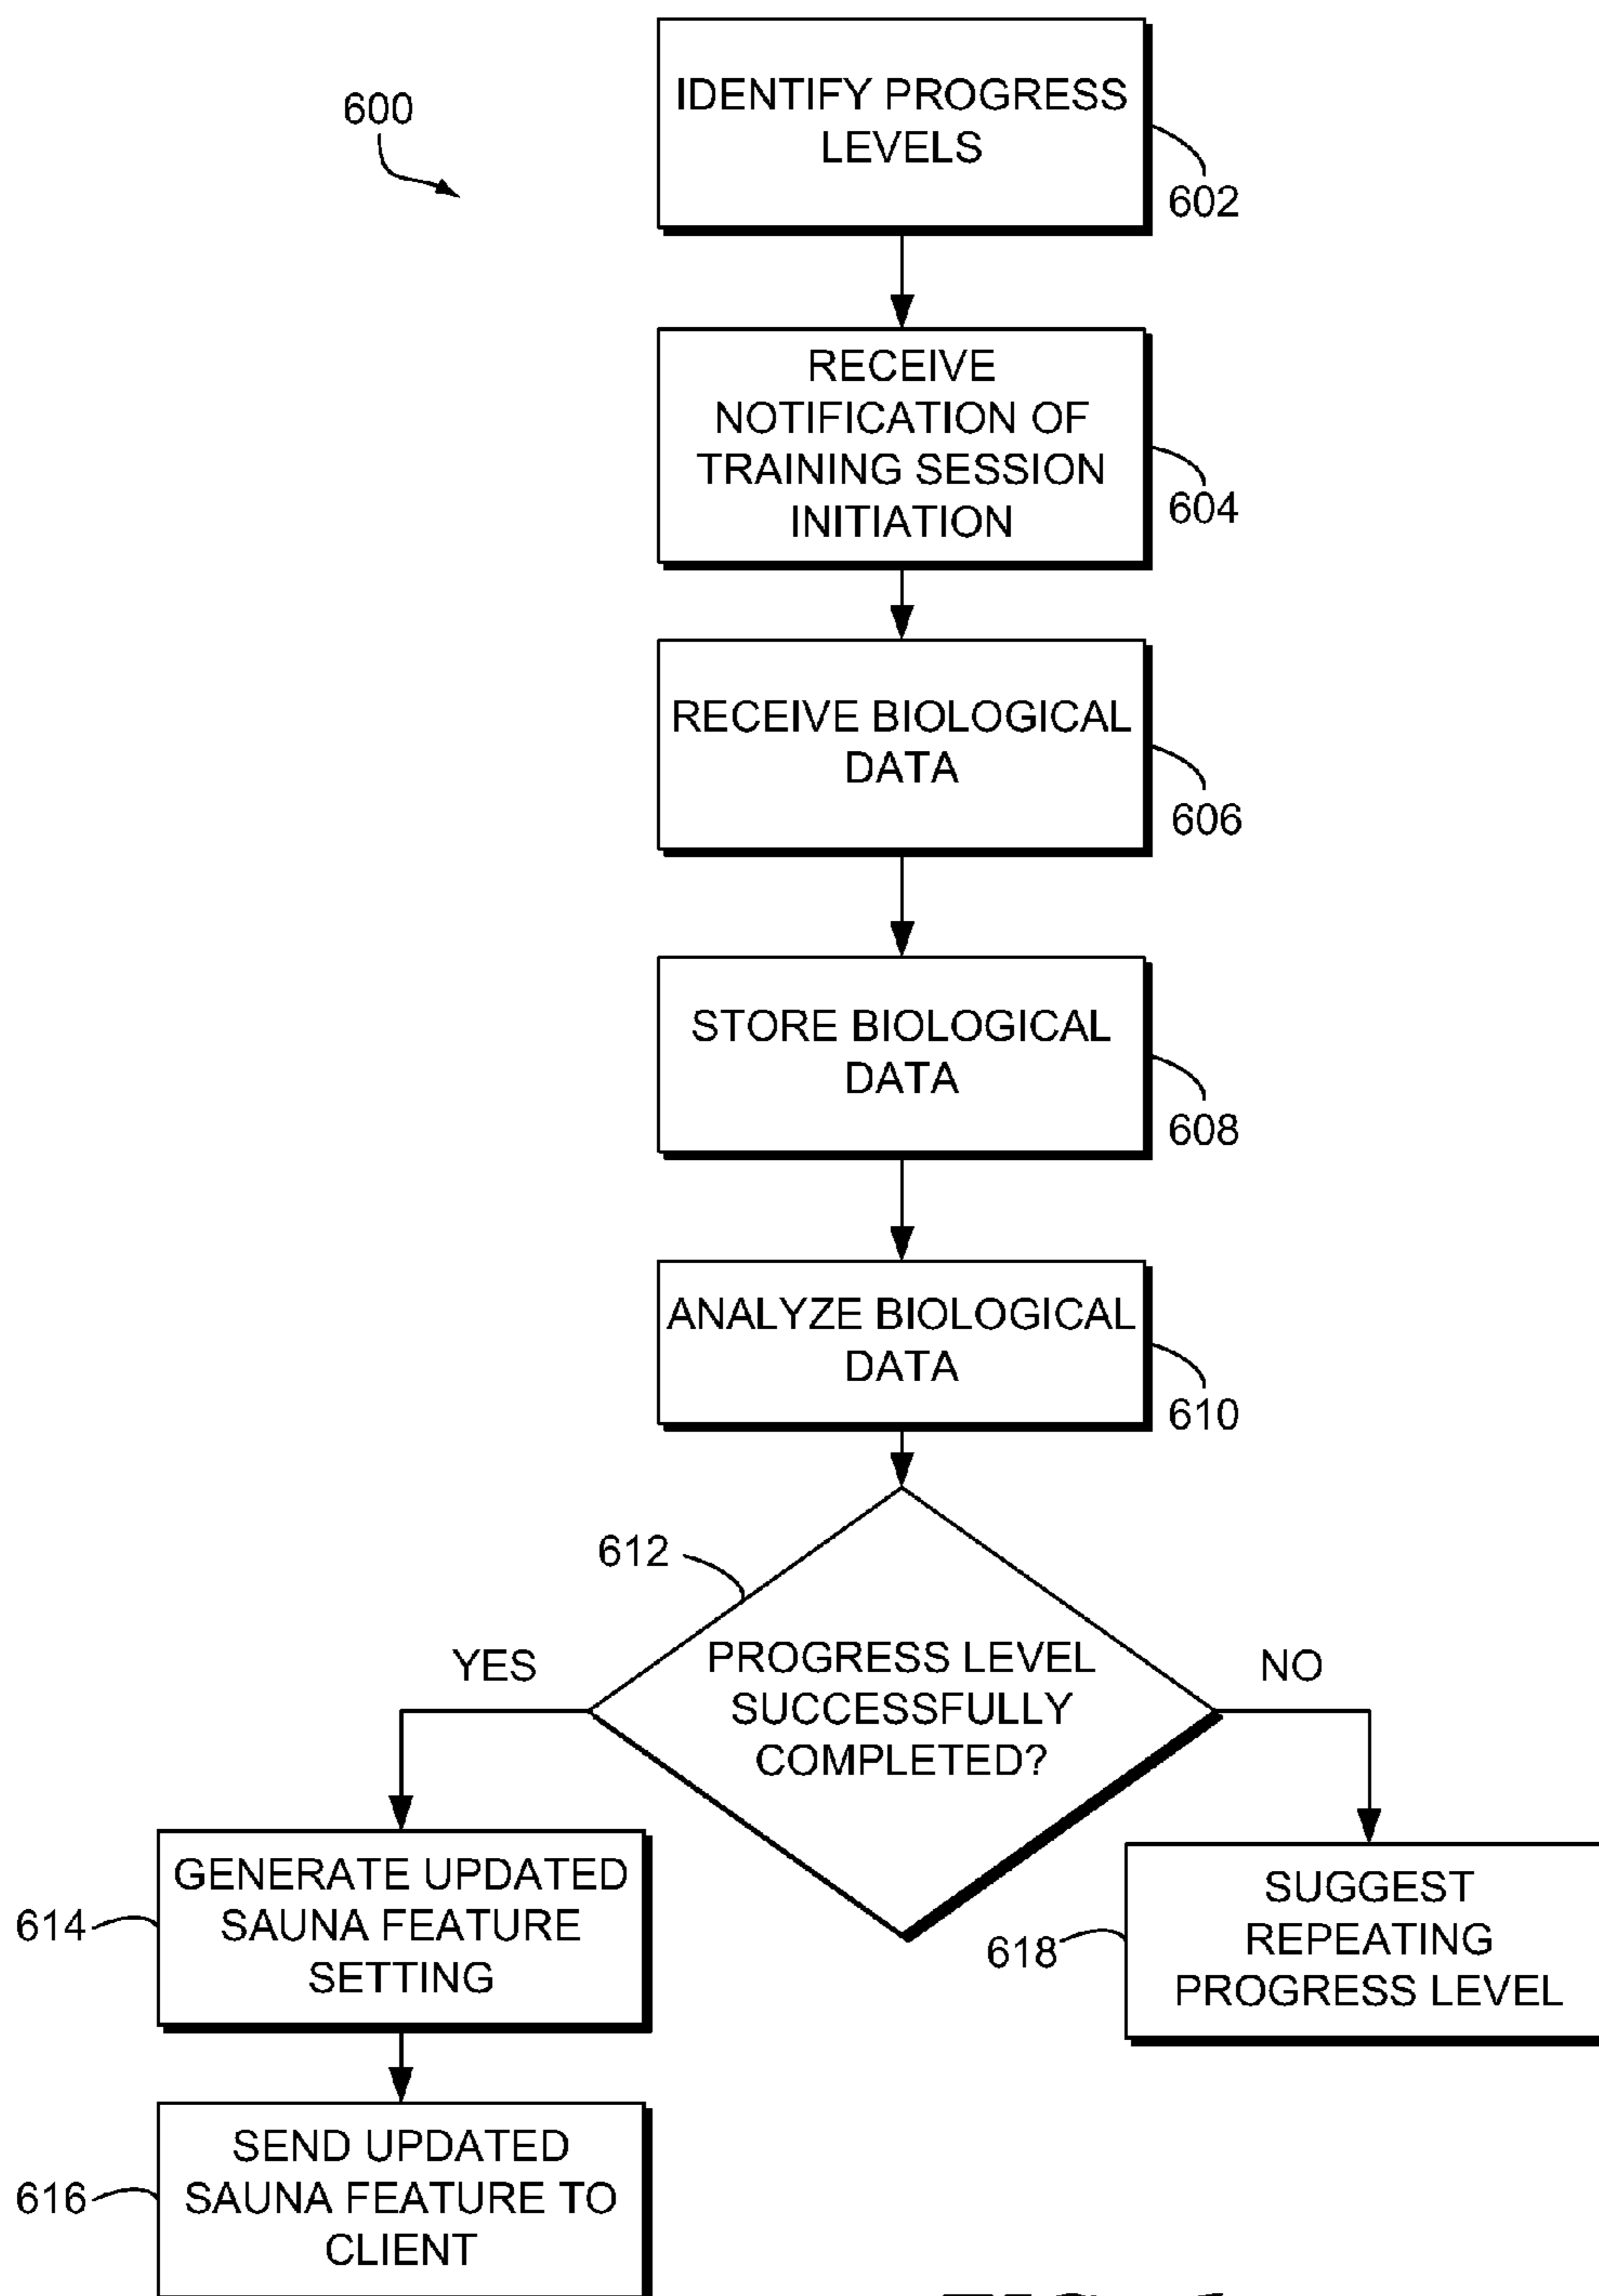 600
IDENTIFY PROGRESS
LEVELS
602
RECEIVE
NOTIFICATION OF
TRAINING SESSION
INITIATION
604
RECEIVE BIOLOGICAL
DATA
606
STORE BIOLOGICAL
DATA
608
ANALYZE BIOLOGICAL
DATA
610
612
PROGRESS LEVEL
SUCCESSFULLY
COMPLETED?
YES
NO
GENERATE UPDATED
SAUNA FEATURE
SETTING
614
SUGGEST
REPEATING
PROGRESS LEVEL
618
SEND UPDATED
SAUNA FEATURE TO
CLIENT
616